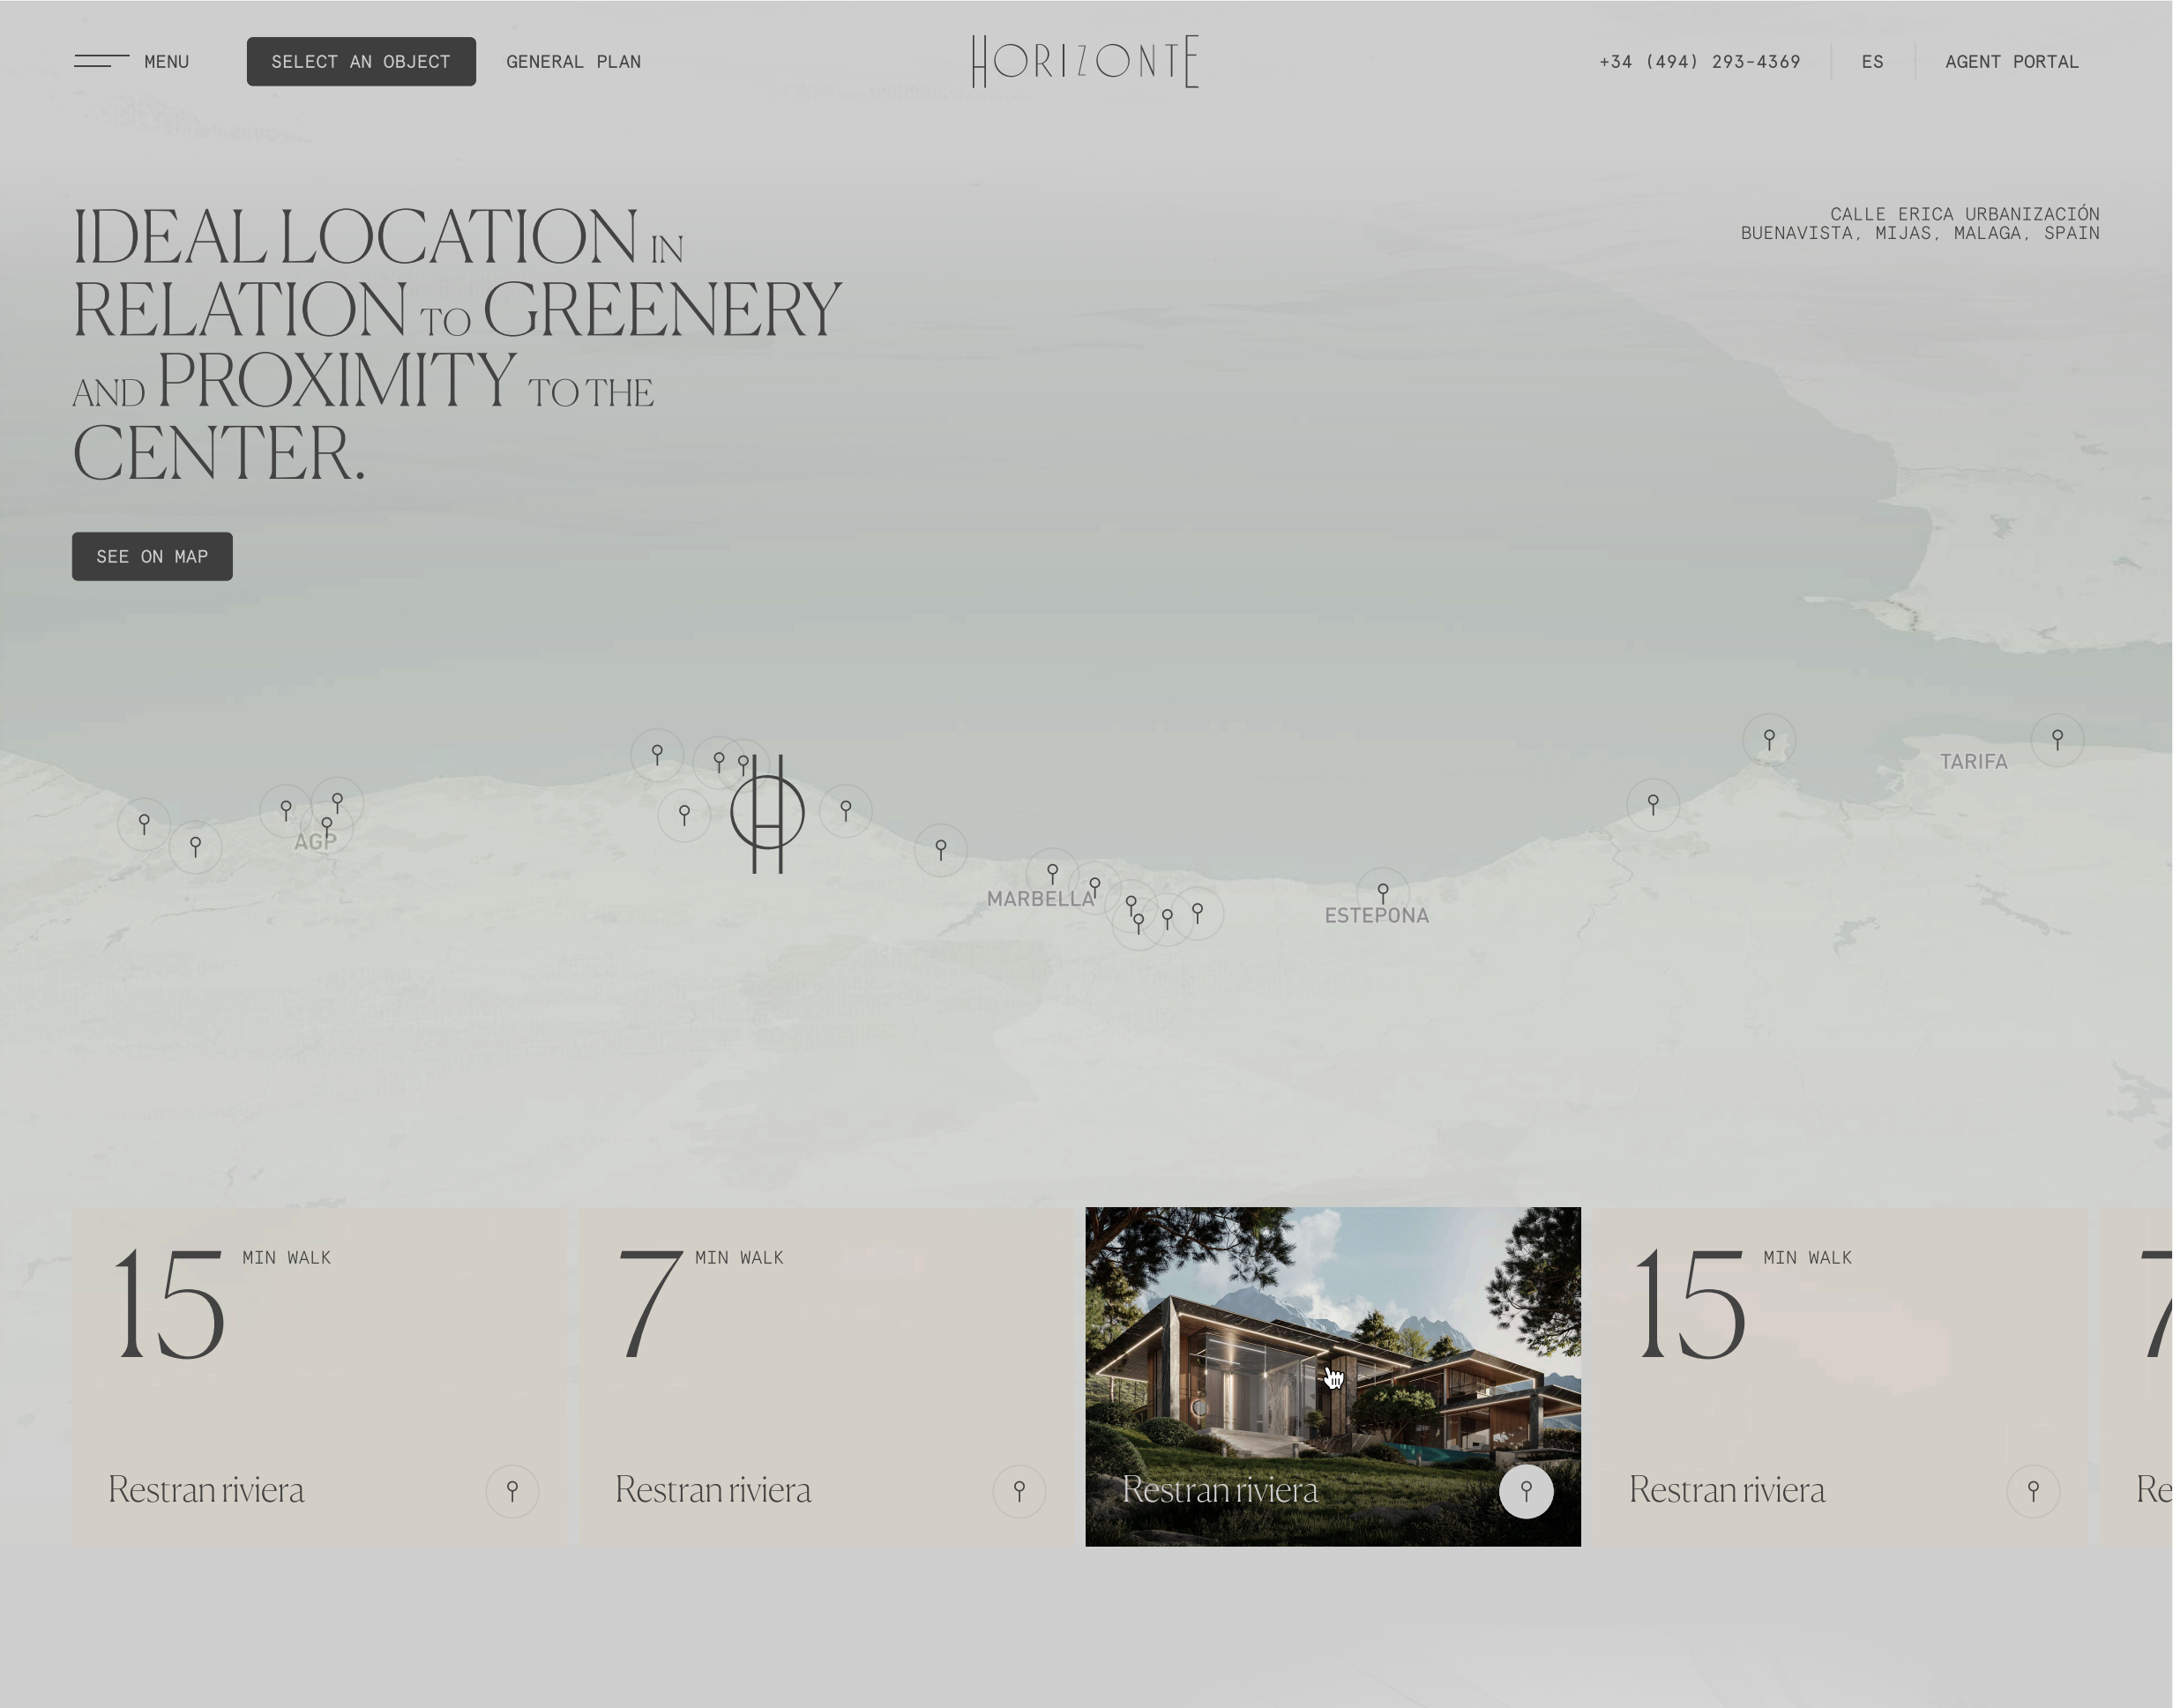 MENU
SELECT AN OBJECT
GENERAL PLAN
HORIZONTE
+34 (494) 293-4369
ES
AGENT PORTAL
IDEAL LOCATION IN
RELATION TO GREENERY
AND PROXIMITY TO THE
CENTER.
CALLE ERICA URBANIZACIÓN
BUENAVISTA, MIJAS, MALAGA, SPAIN
SEE ON MAP
TARIFA
AGP
MARBELLA
ESTEPONA
15 MIN WALK
Restran riviera
7 MIN WALK
Restran riviera
Restran riviera
15 MIN WALK
Restran riviera
7
Re